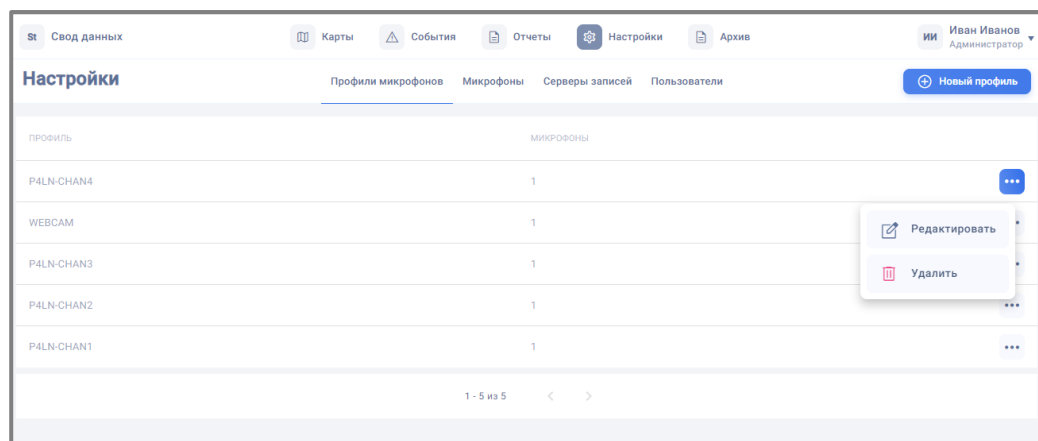 St Свод данных Карты События Отчеты Настройки Архив ИИ Иван Иванов
Администратор
Настройки Профили микрофонов Микрофоны Серверы записей Пользователи Новый профиль
ПРОФИЛЬ МИКРОФОНЫ
P4LN-CHAN4 1
WEBCAM 1
Редактировать
P4LN-CHAN3 1
Удалить
P4LN-CHAN2 1
P4LN-CHAN1 1
1 - 5 из 5